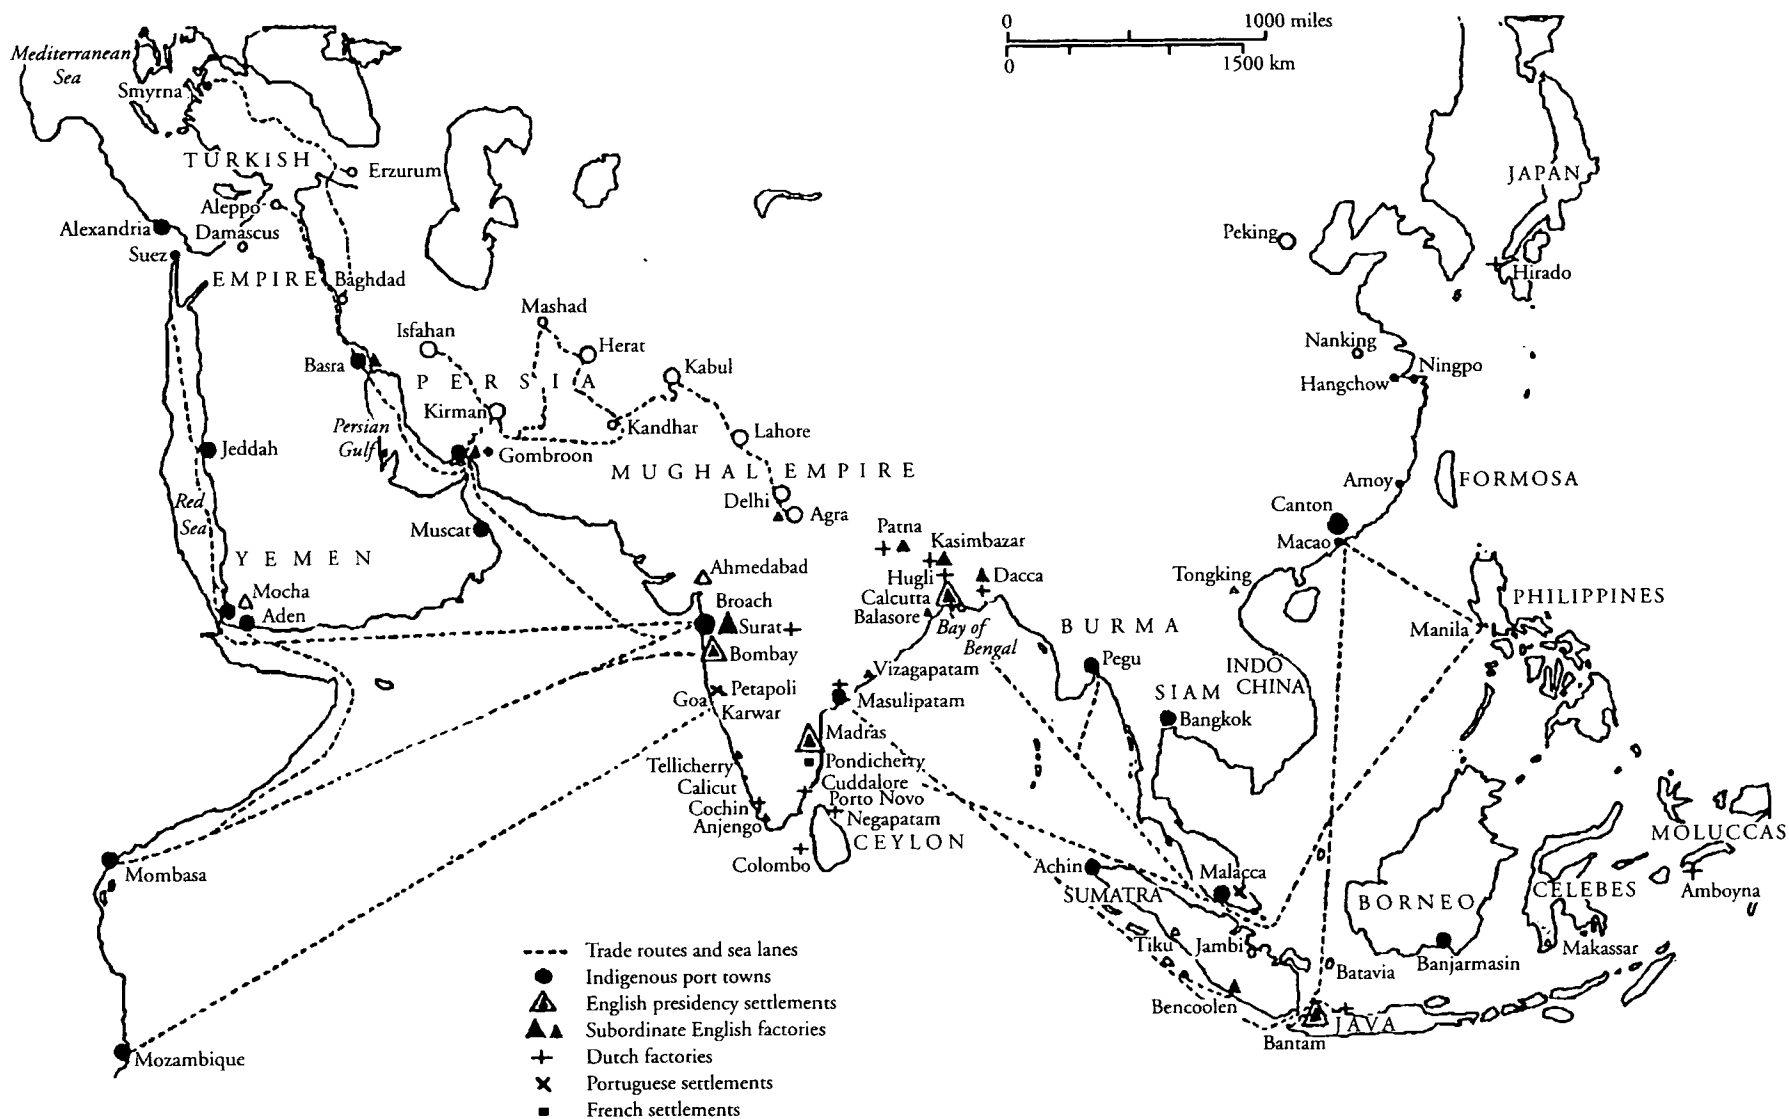 0 1000 miles
0 1500 km
Mediterranean
Sea
Smyrna
TURKISH
Erzurum
Aleppo
Alexandria
Damascus
Suez
EMPIRE
Baghdad
JAPAN
Peking
Hirado
Mashad
Isfahan
Herat
Nanking
Ningpo
Hangchow
Basra
PERSIA
Kabul
Kirman
Persian
Gulf
Kandhar
Lahore
Jeddah
Gombroon
MUGHAL EMPIRE
Amoy
FORMOSA
Delhi
Agra
Red
Sea
Canton
Muscat
Patna
Kasimbazar
Macao
YEMEN
Ahmedabad
Hugli
Dacca
Tongking
Mocha
Aden
Broach
Calcutta
PHILIPPINES
Surat
Balasore
Bay of
Bengal
BURMA
Manila
Bombay
Pegu
INDO
CHINA
Vizagapatam
Petapoli
Goa
Karwar
Masulipatam
SIAM
Bangkok
Madras
Tellicherry
Pondicherry
Calicut
Cuddalore
Cochin
Porto Novo
Anjengo
Negapatam
CEYLON
Colombo
MOLUCCAS
Mombasa
Achin
Malacca
SUMATRA
BORNEO
CELEBES
Amboyna
Tiku
Jambi
Makassar
Batavia
Banjarmasin
Bencoolen
JAVA
Bantam
Mozambique
Trade routes and sea lanes
Indigenous port towns
English presidency settlements
Subordinate English factories
Dutch factories
Portuguese settlements
French settlements